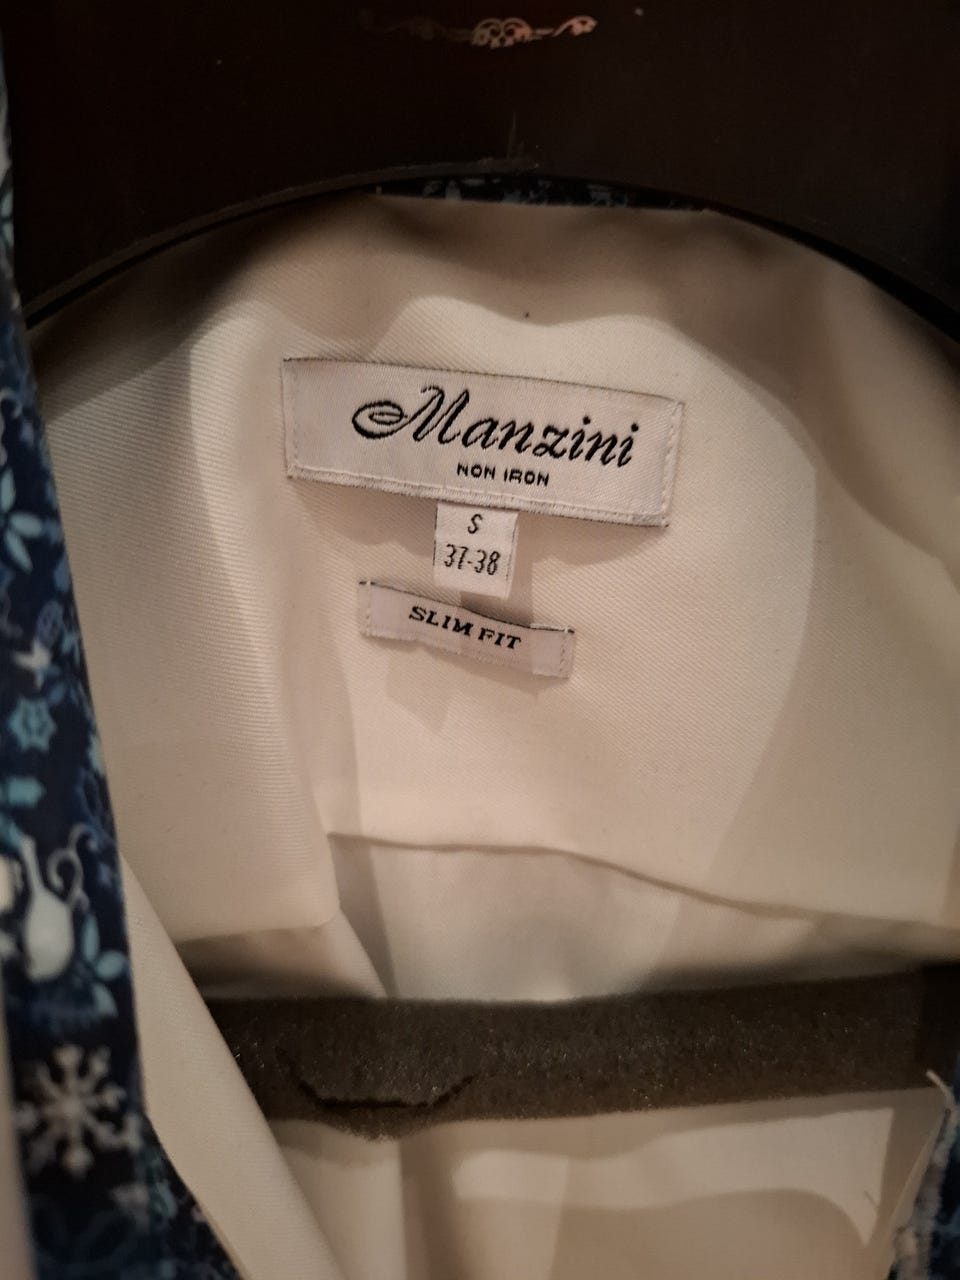 Manzini
NON IRON
S
37-38
SLIM FIT